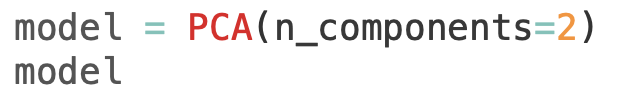 model = PCA(n_components=2)
model